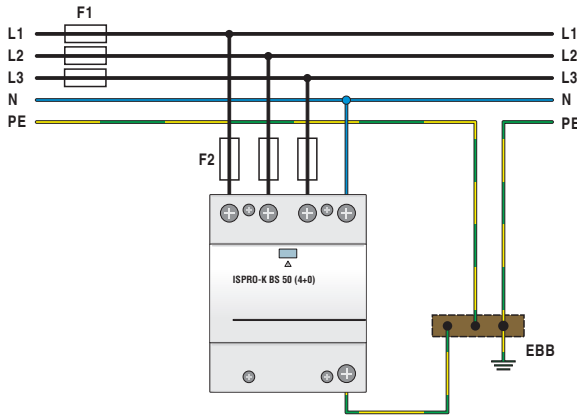 F1
L1 L1
L2 L2
L3 L3
N N
PE PE
F2
ISPRO-K BS 50 (4+0)
EBB